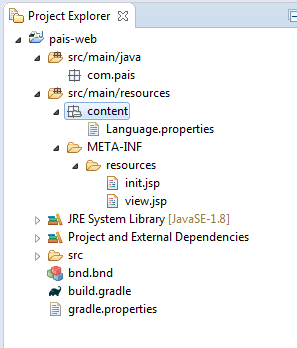 Project Explorer
pais-web
src/main/java
com.pais
src/main/resources
content
Language.properties
META-INF
resources
init.jsp
view.jsp
JRE System Library [JavaSE-1.8]
Project and External Dependencies
src
bnd.bnd
build.gradle
gradle.properties